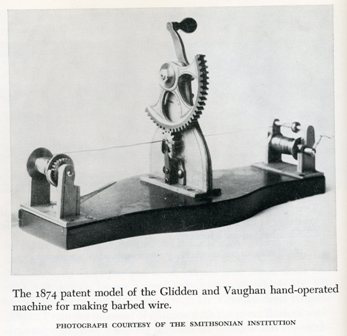 The 1874 patent model of the Glidden and Vaughan hand-operated
machine for making barbed wire.
PHOTOGRAPH COURTESY OF THE SMITHSONIAN INSTITUTION